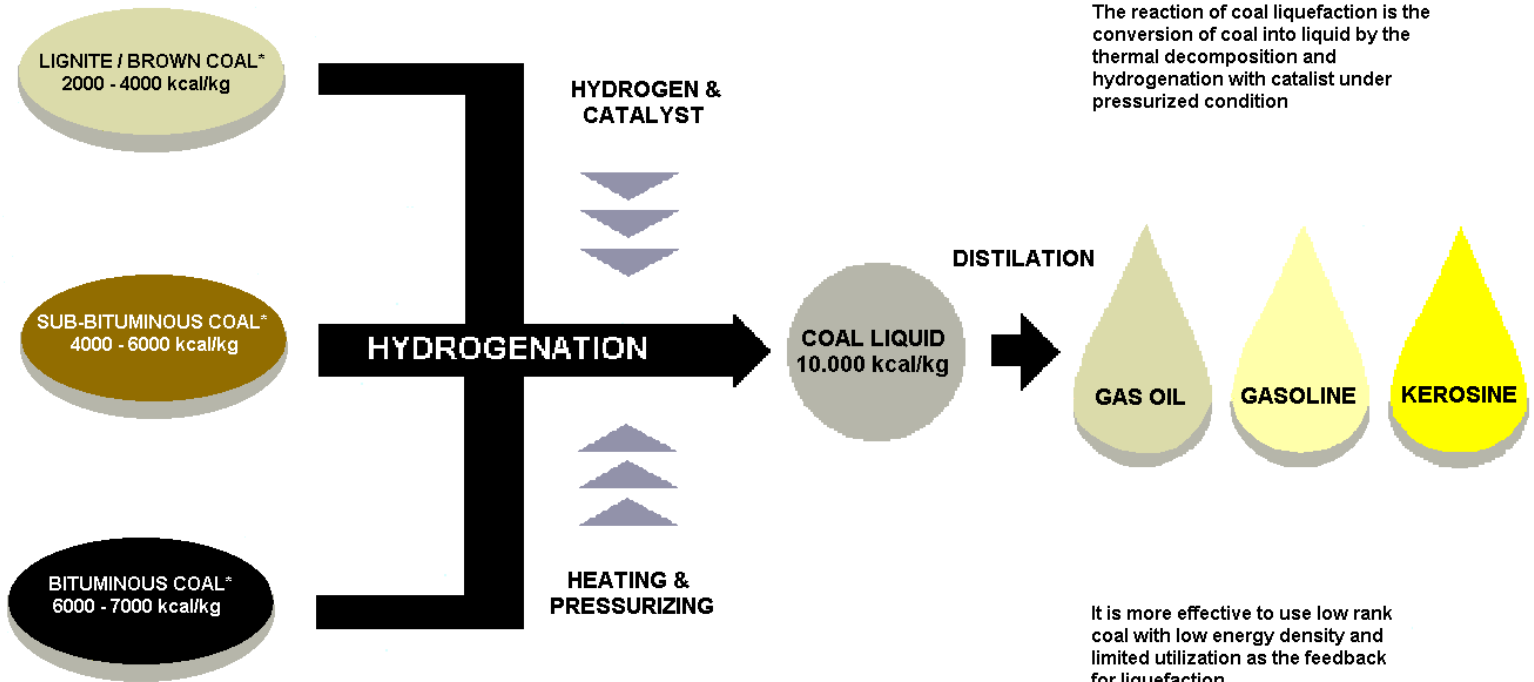 The reaction of coal liquefaction is the
conversion of coal into liquid by the
thermal decomposition and
hydrogenation with catalist under
pressurized condition
LIGNITE / BROWN COAL*
2000 - 4000 kcal/kg
HYDROGEN &
CATALYST
SUB-BITUMINOUS COAL*
4000 - 6000 kcal/kg
HYDROGENATION
COAL LIQUID
10.000 kcal/kg
DISTILATION
GAS OIL
GASOLINE
KEROSINE
BITUMINOUS COAL*
6000 - 7000 kcal/kg
HEATING &
PRESSURIZING
It is more effective to use low rank
coal with low energy density and
limited utilization as the feedback
for liquefaction